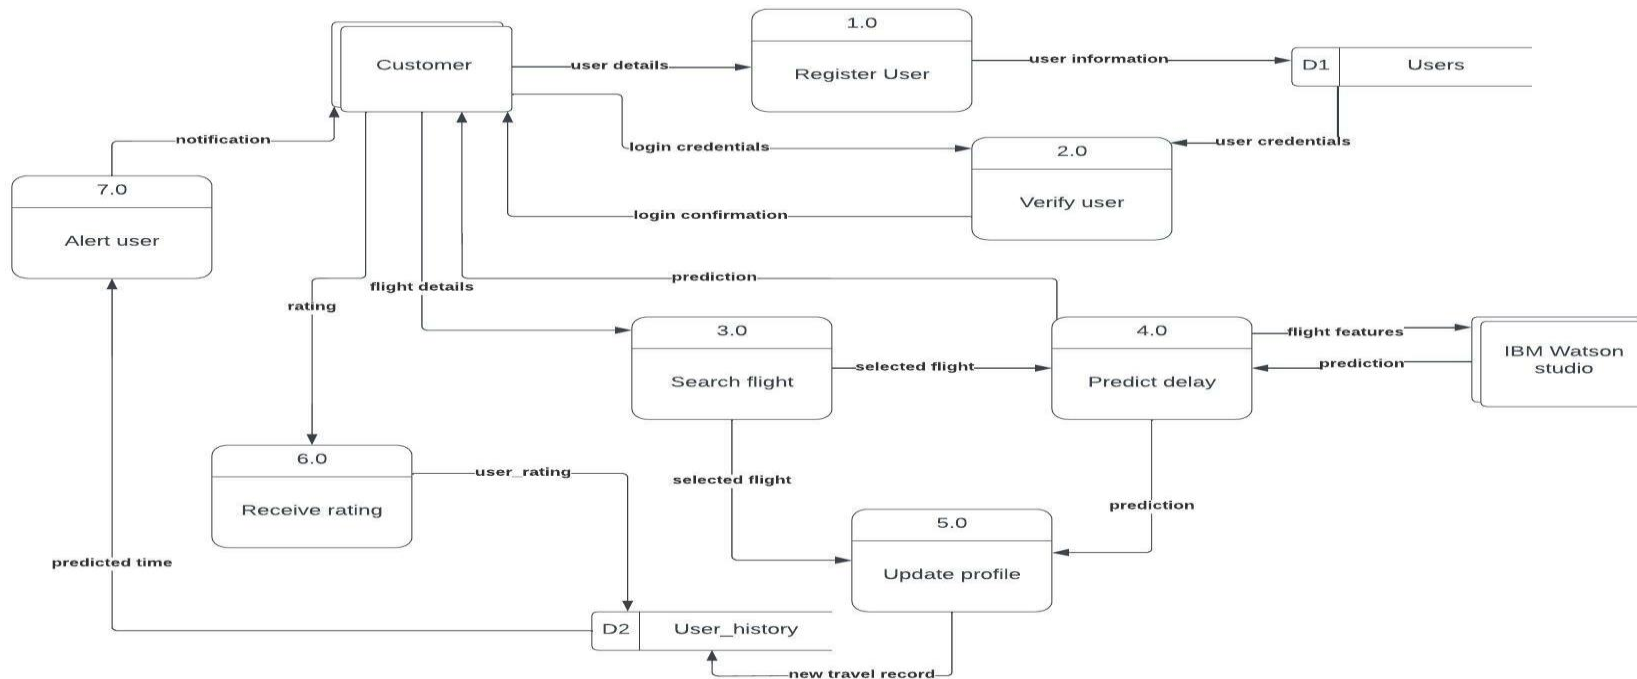 1.0
Customer
user details
Register User
user information
D1
Users
notification
login credentials
2.0
user credentials
7.0
Verify user
login confirmation
Alert user
prediction
flight details
rating
3.0
4.0
flight features
IBM Watson
studio
selected flight
prediction
Search flight
Predict delay
6.0
user_rating
selected flight
Receive rating
prediction
5.0
predicted time
Update profile
D2
User_history
new travel record